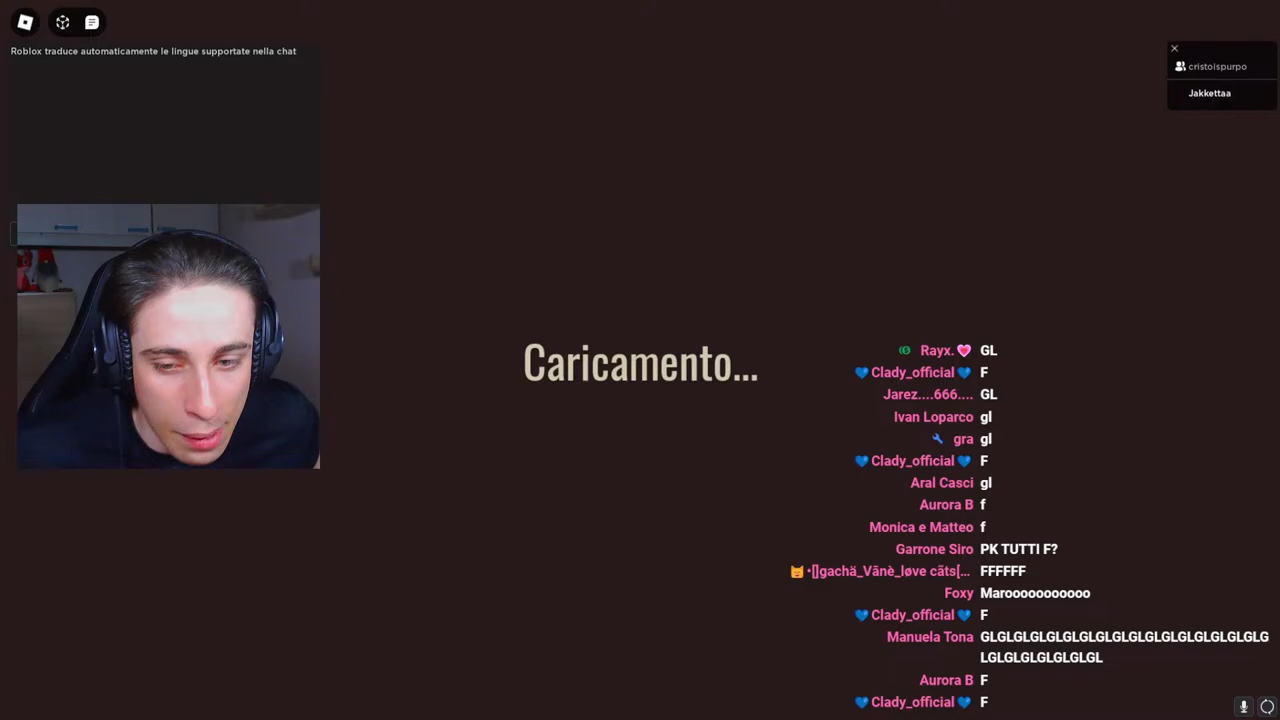 Roblox traduce automaticamente le lingue supportate nella chat
cristoispurpo
Jakkettaa
Caricamento...
Rayx.🩷 GL
💙 Clady_official 💙 F
Jarez....666.... GL
Ivan Loparco gl
gra gl
💙 Clady_official 💙 F
Aral Casci gl
Aurora B f
Monica e Matteo f
Garrone Siro PK TUTTI F?
🐱•[]gachä_Vānè_løve cãts[... FFFFFF
Foxy Marooooooooooo
💙 Clady_official 💙 F
Manuela Tona GLGLGLGLGLGLGLGLGLGLGLGLGLGLGLGLGLG
LGLGLGLGLGLGLGL
Aurora B F
💙 Clady_official 💙 F